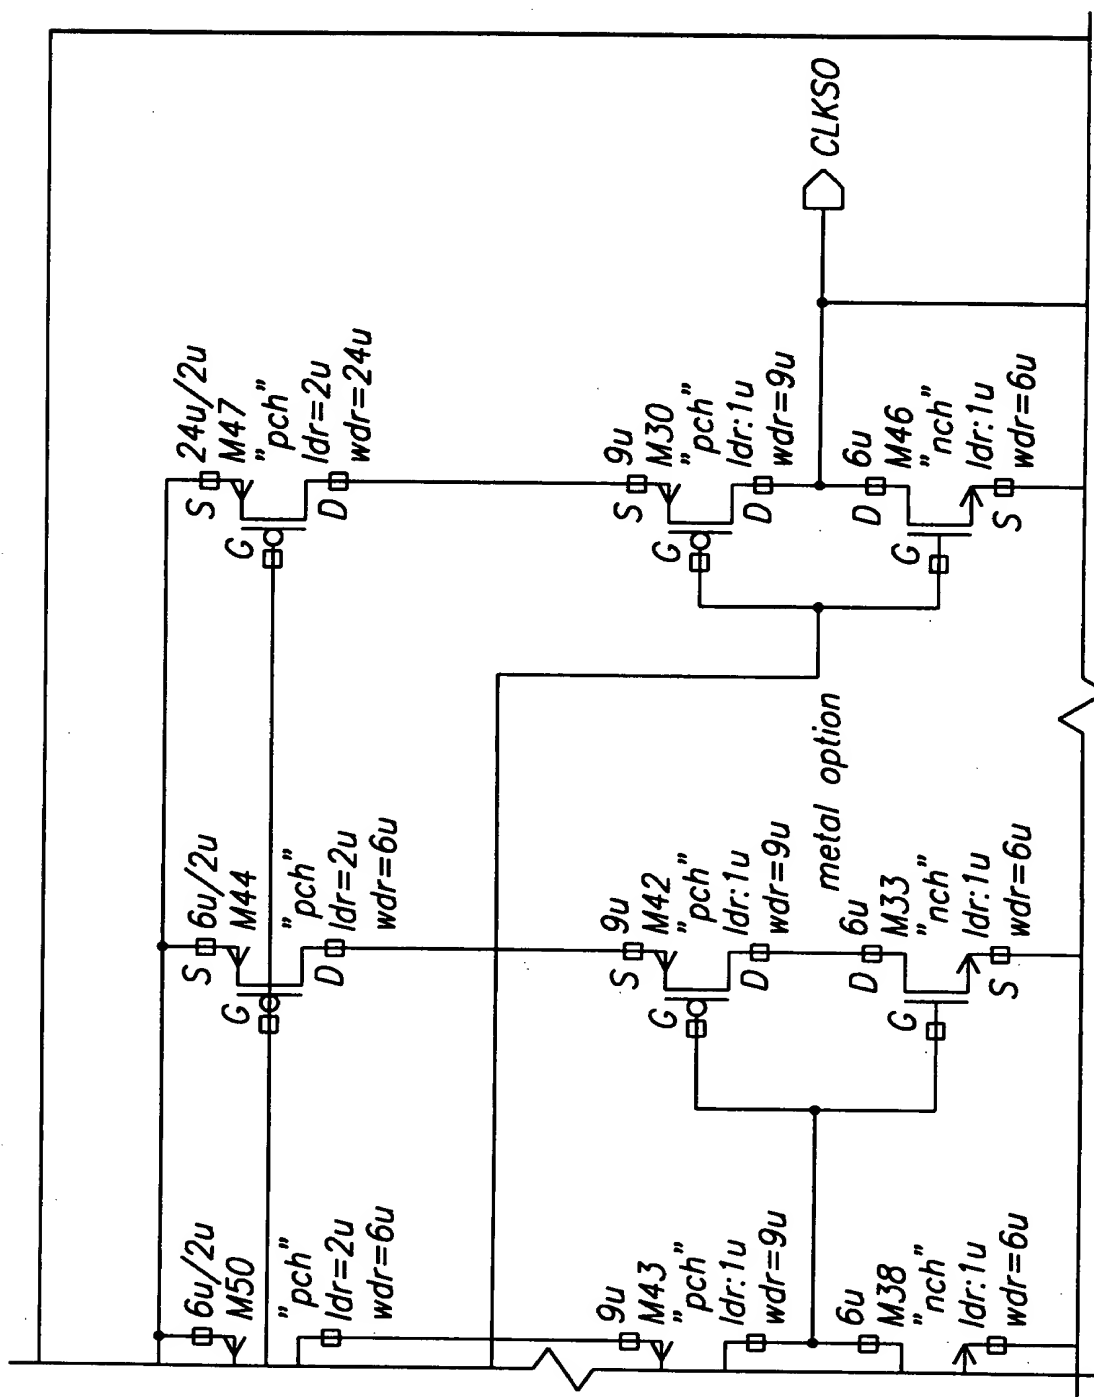 6u/2u
M50
"pch"
ldr=2u
wdr=6u
S
6u/2u
M44
G
"pch"
ldr=2u
D
wdr=6u
S
24u/2u
M47
G
"pch"
ldr=2u
D
wdr=24u
9u
M43
"pch"
ldr:1u
wdr=9u
S
9u
M42
G
"pch"
ldr:1u
D
wdr=9u
S
9u
M30
G
"pch"
ldr:1u
D
wdr=9u
metal option
CLKSO
6u
M38
"nch"
ldr:1u
wdr=6u
D
6u
M33
G
"nch"
ldr:1u
S
wdr=6u
D
6u
M46
G
"nch"
ldr:1u
S
wdr=6u